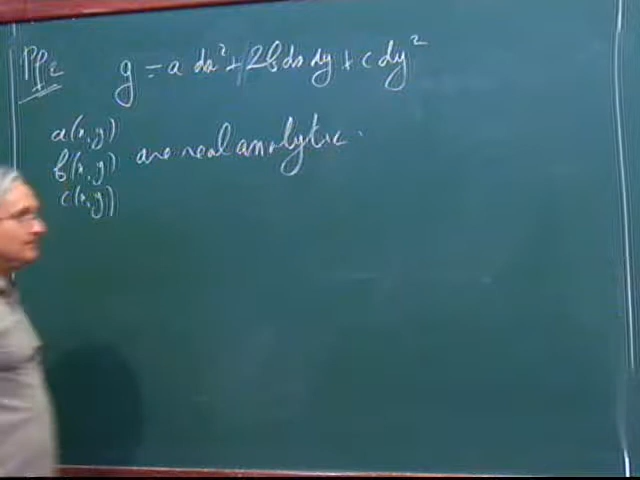 Pf: g = a dx² + 2b dx dy + c dy²
a(x,y)
b(x,y) are real analytic.
c(x,y)